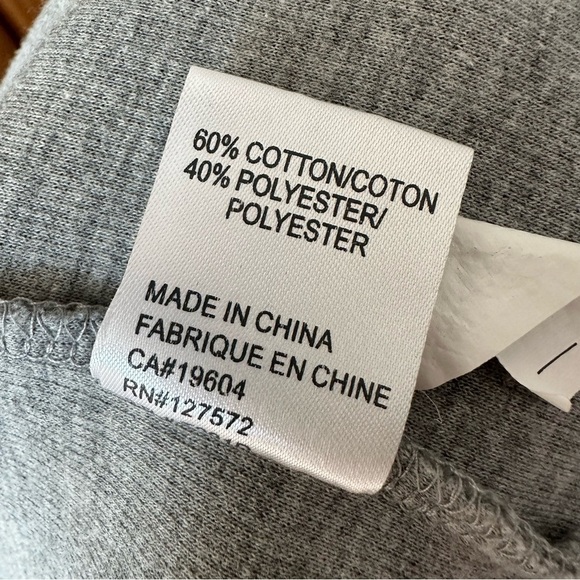 60% COTTON/COTON
40% POLYESTER/
POLYESTER
MADE IN CHINA
FABRIQUE EN CHINE
CA#19604
RN#127572